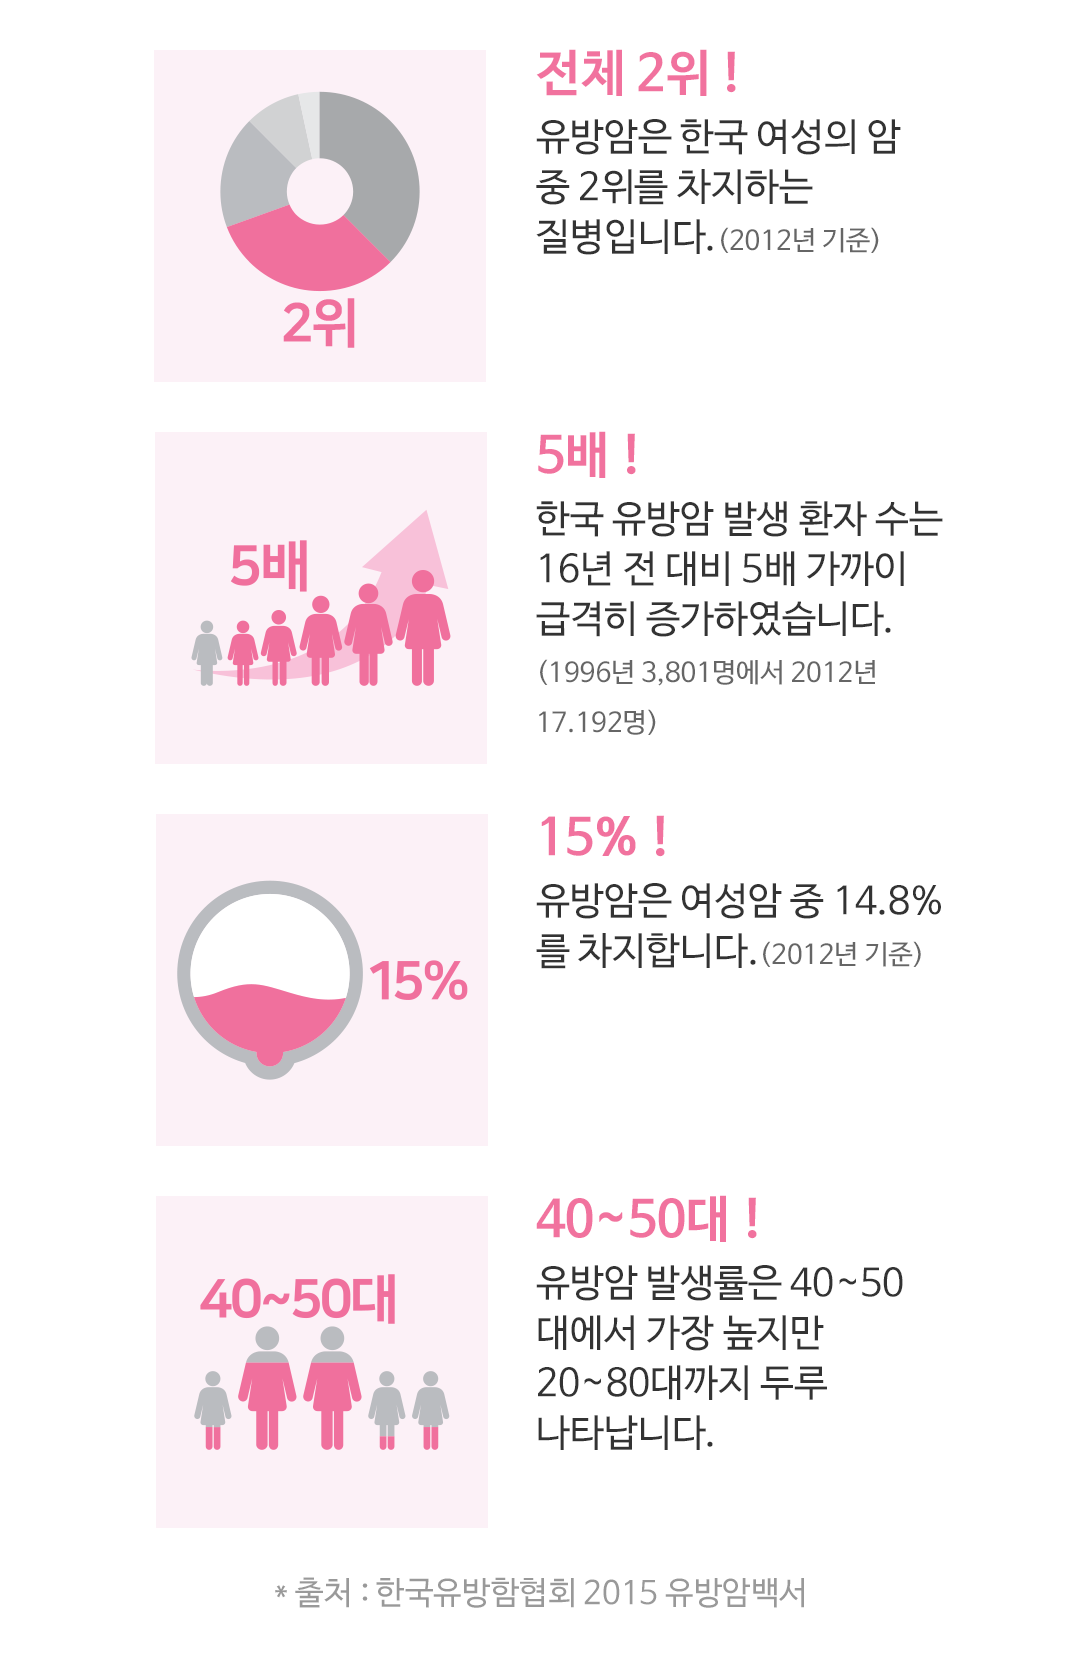 전체 2위 !
유방암은 한국 여성의 암
중 2위를 차지하는
질병입니다. (2012년 기준)
2위
5배 !
한국 유방암 발생 환자 수는
16년 전 대비 5배 가까이
급격히 증가하였습니다.
(1996년 3,801명에서 2012년
17.192명)
5배
15% !
유방암은 여성암 중 14.8%
를 차지합니다. (2012년 기준)
15%
40~50대 !
유방암 발생률은 40~50
대에서 가장 높지만
20~80대까지 두루
나타납니다.
40~50대
* 출처 : 한국유방함협회 2015 유방암백서